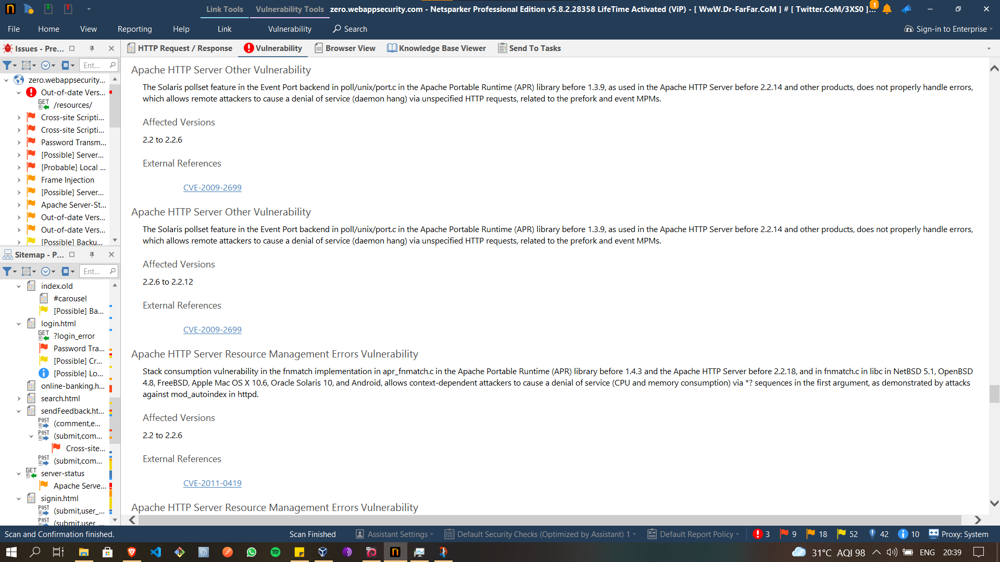 Link Tools
Vulnerability Tools
zero.webappsecurity.com - Netsparker Professional Edition v5.8.2.28358 LifeTime Activated (ViP) - [ WwW.Dr-FarFar.CoM ] # [ Twitter.CoM/3XS0 ]...
1
File
Home
View
Reporting
Help
Link
Vulnerability
Search
Sign-in to Enterprise
Issues - Pre...
HTTP Request / Response
Vulnerability
Browser View
Knowledge Base Viewer
Send To Tasks
Ent...
zero.webappsecurity...
Out-of-date Vers...
GET
/resources/
Cross-site Scripti...
Cross-site Scripti...
Password Transm...
[Possible] Server...
[Probable] Local ...
Frame Injection
[Possible] Server...
Apache Server-St...
Out-of-date Vers...
Out-of-date Vers...
[Possible] Backu...
Sitemap - P...
Ent...
index.old
#carousel
[Possible] Ba...
login.html
GET
?login_error
Password Tra...
[Possible] Cr...
[Possible] Lo...
online-banking.h...
search.html
sendFeedback.ht...
POST
(comment,e...
POST
(submit,com...
Cross-site...
POST
(submit,com...
GET
server-status
Apache Serve...
signin.html
POST
(submit,user_...
POST
(submit,user_...
Apache HTTP Server Other Vulnerability
The Solaris pollset feature in the Event Port backend in poll/unix/port.c in the Apache Portable Runtime (APR) library before 1.3.9, as used in the Apache HTTP Server before 2.2.14 and other products, does not properly handle errors,
which allows remote attackers to cause a denial of service (daemon hang) via unspecified HTTP requests, related to the prefork and event MPMs.
Affected Versions
2.2 to 2.2.6
External References
CVE-2009-2699
Apache HTTP Server Other Vulnerability
The Solaris pollset feature in the Event Port backend in poll/unix/port.c in the Apache Portable Runtime (APR) library before 1.3.9, as used in the Apache HTTP Server before 2.2.14 and other products, does not properly handle errors,
which allows remote attackers to cause a denial of service (daemon hang) via unspecified HTTP requests, related to the prefork and event MPMs.
Affected Versions
2.2.6 to 2.2.12
External References
CVE-2009-2699
Apache HTTP Server Resource Management Errors Vulnerability
Stack consumption vulnerability in the fnmatch implementation in apr_fnmatch.c in the Apache Portable Runtime (APR) library before 1.4.3 and the Apache HTTP Server before 2.2.18, and in fnmatch.c in libc in NetBSD 5.1, OpenBSD
4.8, FreeBSD, Apple Mac OS X 10.6, Oracle Solaris 10, and Android, allows context-dependent attackers to cause a denial of service (CPU and memory consumption) via *? sequences in the first argument, as demonstrated by attacks
against mod_autoindex in httpd.
Affected Versions
2.2 to 2.2.6
External References
CVE-2011-0419
Apache HTTP Server Resource Management Errors Vulnerability
Scan and Confirmation finished.
Scan Finished
Assistant Settings
Default Security Checks (Optimized by Assistant) 1
Default Report Policy
3
9
18
52
42
10
Proxy: System
31°C AQI 98
ENG
20:39